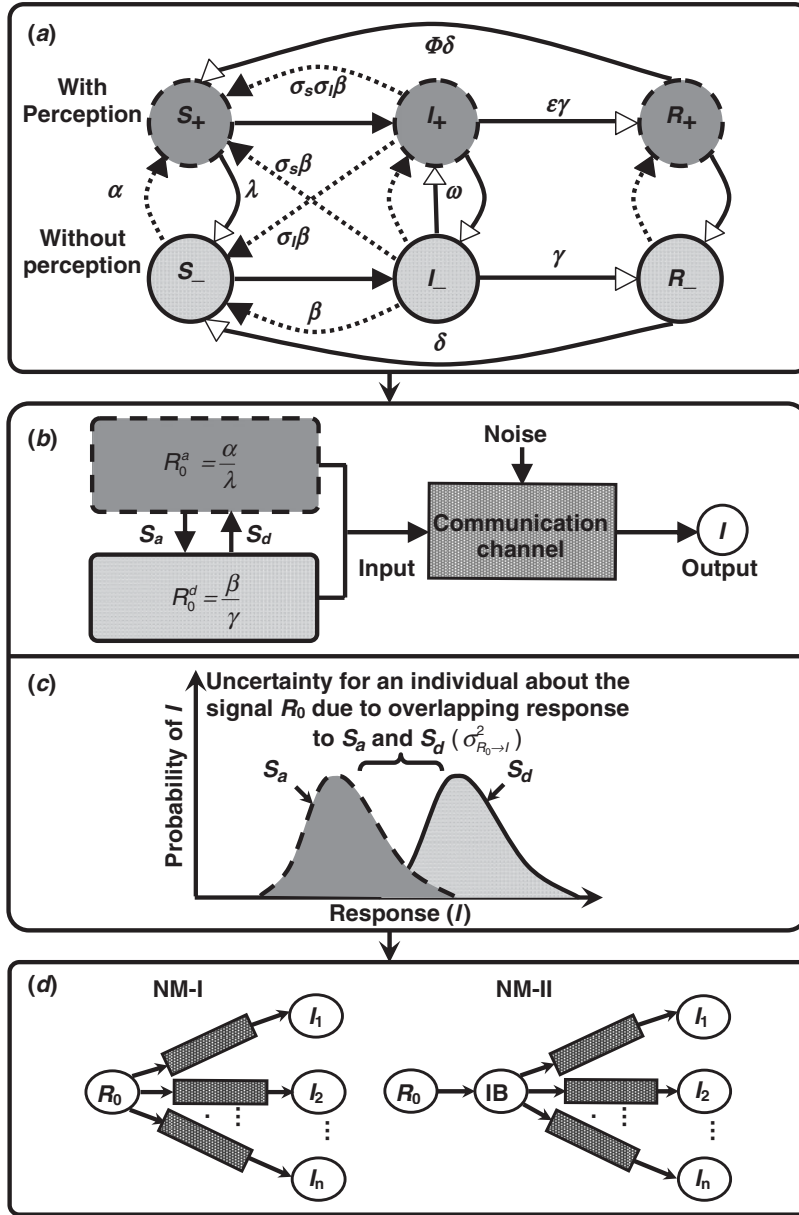 (a)
Φδ
With
Perception
S+
σsσIβ
I+
εγ
R+
α
λ
σsβ
ω
Without
perception
σIβ
S−
I−
γ
R−
β
δ
(b)
R0^a = α/λ
Noise
Sa
Sd
Input
Communication
channel
I
Output
R0^d = β/γ
(c)
Uncertainty for an individual about the
signal R0 due to overlapping response
to Sa and Sd (σ²R0→I)
Sa
Sd
Probability of I
Response (I)
(d)
NM-I
NM-II
I1
I1
R0
I2
R0
IB
I2
In
In